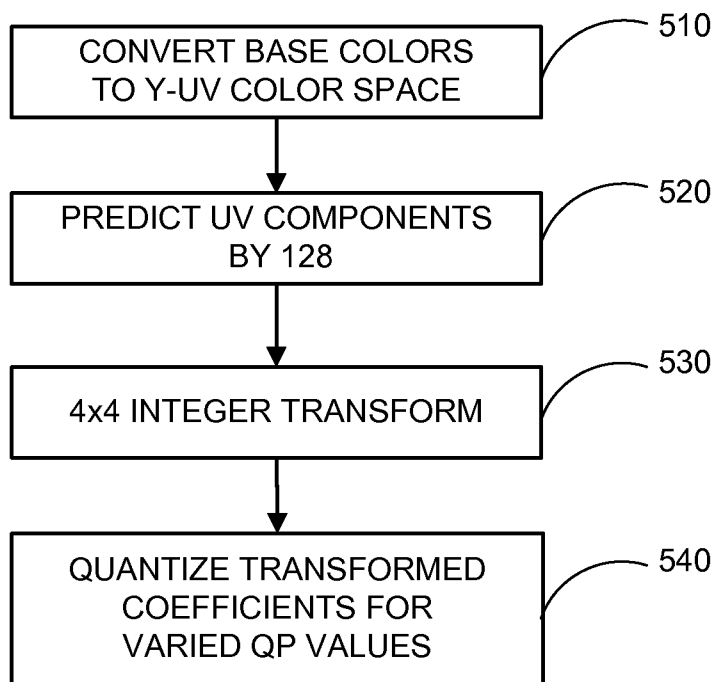 CONVERT BASE COLORS
TO Y-UV COLOR SPACE
510
PREDICT UV COMPONENTS
BY 128
520
4x4 INTEGER TRANSFORM
530
QUANTIZE TRANSFORMED
COEFFICIENTS FOR
VARIED QP VALUES
540